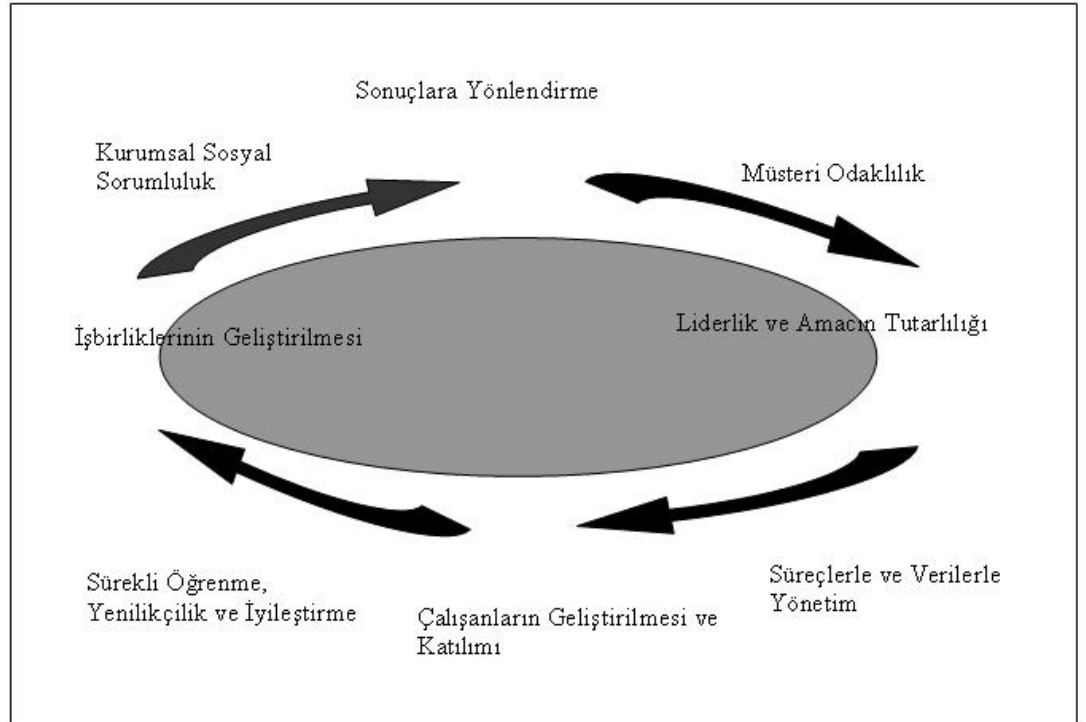 Sonuçlara Yönlendirme
Kurumsal Sosyal
Sorumluluk
Müsteri Odaklılık
İşbirliklerinin Geliştirilmesi
Liderlik ve Amacın Tutarlılığı
Sürekli Öğrenme,
Yenilikçilik ve İyileştirme
Çalışanların Geliştirilmesi ve
Katılımı
Süreçlerle ve Verilerle
Yönetim